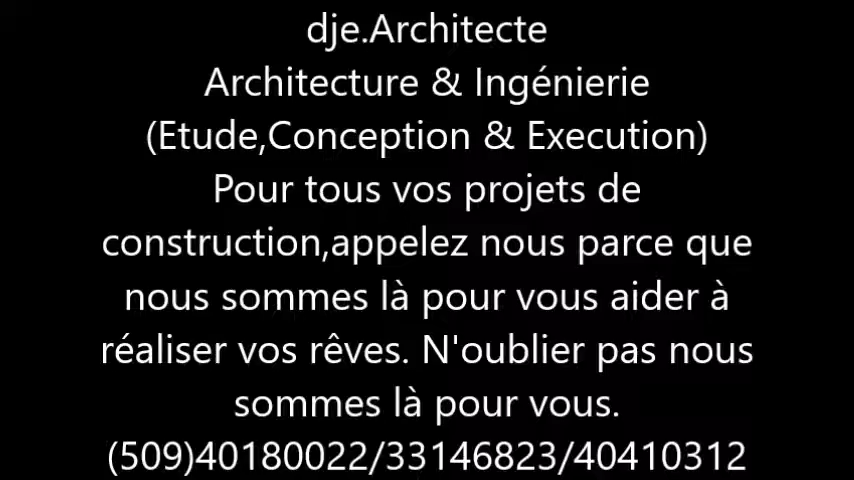 dje.Architecte
Architecture & Ingénierie
(Etude,Conception & Execution)
Pour tous vos projets de
construction,appelez nous parce que
nous sommes là pour vous aider à
réaliser vos rêves. N'oublier pas nous
sommes là pour vous.
(509)40180022/33146823/40410312